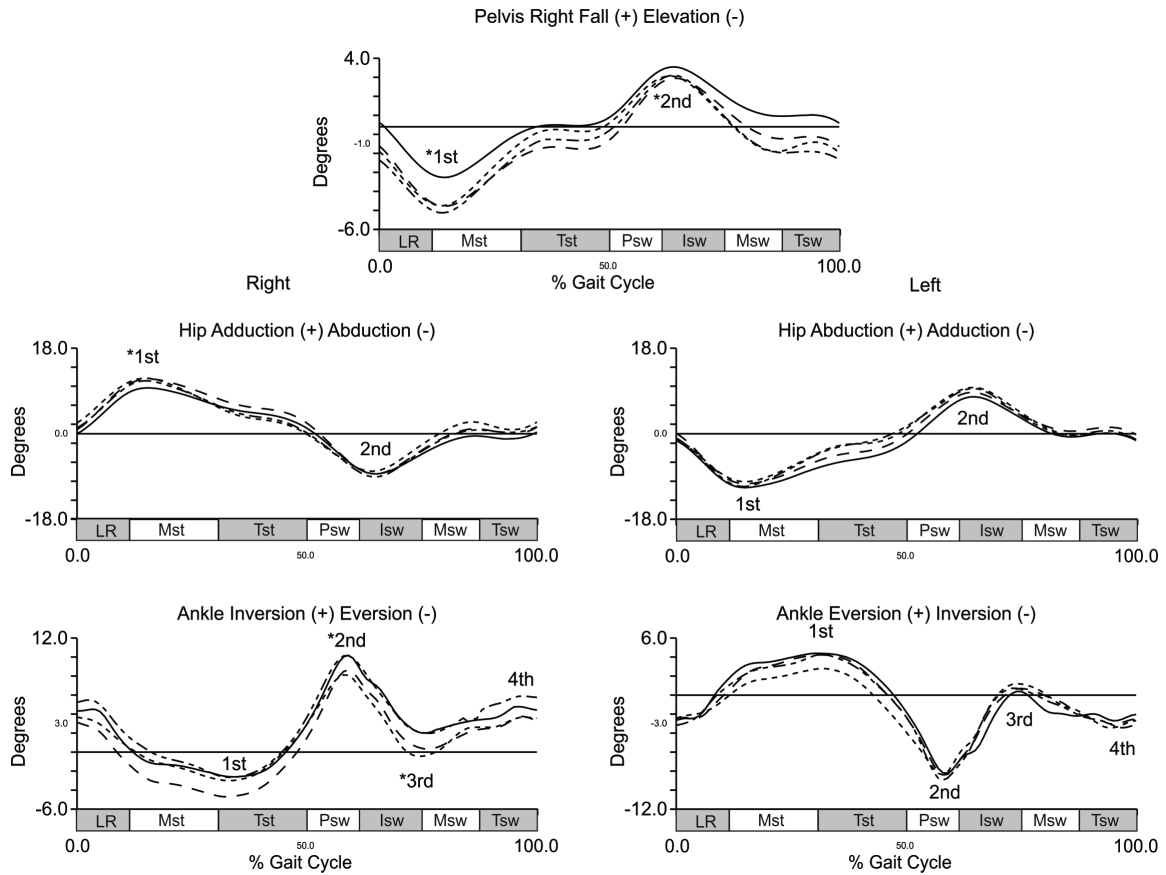 Pelvis Right Fall (+) Elevation (-)
4.0
*2nd
*1st
-1.0
Degrees
-6.0
LR Mst Tst Psw Isw Msw Tsw
0.0 50.0 100.0
% Gait Cycle
Right Left
Hip Adduction (+) Abduction (-)
18.0
*1st
Degrees
0.0
2nd
-18.0
LR Mst Tst Psw Isw Msw Tsw
0.0 50.0 100.0
Hip Abduction (+) Adduction (-)
18.0
Degrees
0.0
2nd
1st
-18.0
LR Mst Tst Psw Isw Msw Tsw
0.0 50.0 100.0
Ankle Inversion (+) Eversion (-)
12.0
*2nd
4th
Degrees
3.0
1st
*3rd
-6.0
LR Mst Tst Psw Isw Msw Tsw
0.0 50.0 100.0
% Gait Cycle
Ankle Eversion (+) Inversion (-)
1st
6.0
Degrees
-3.0
3rd
4th
2nd
-12.0
LR Mst Tst Psw Isw Msw Tsw
0.0 50.0 100.0
% Gait Cycle